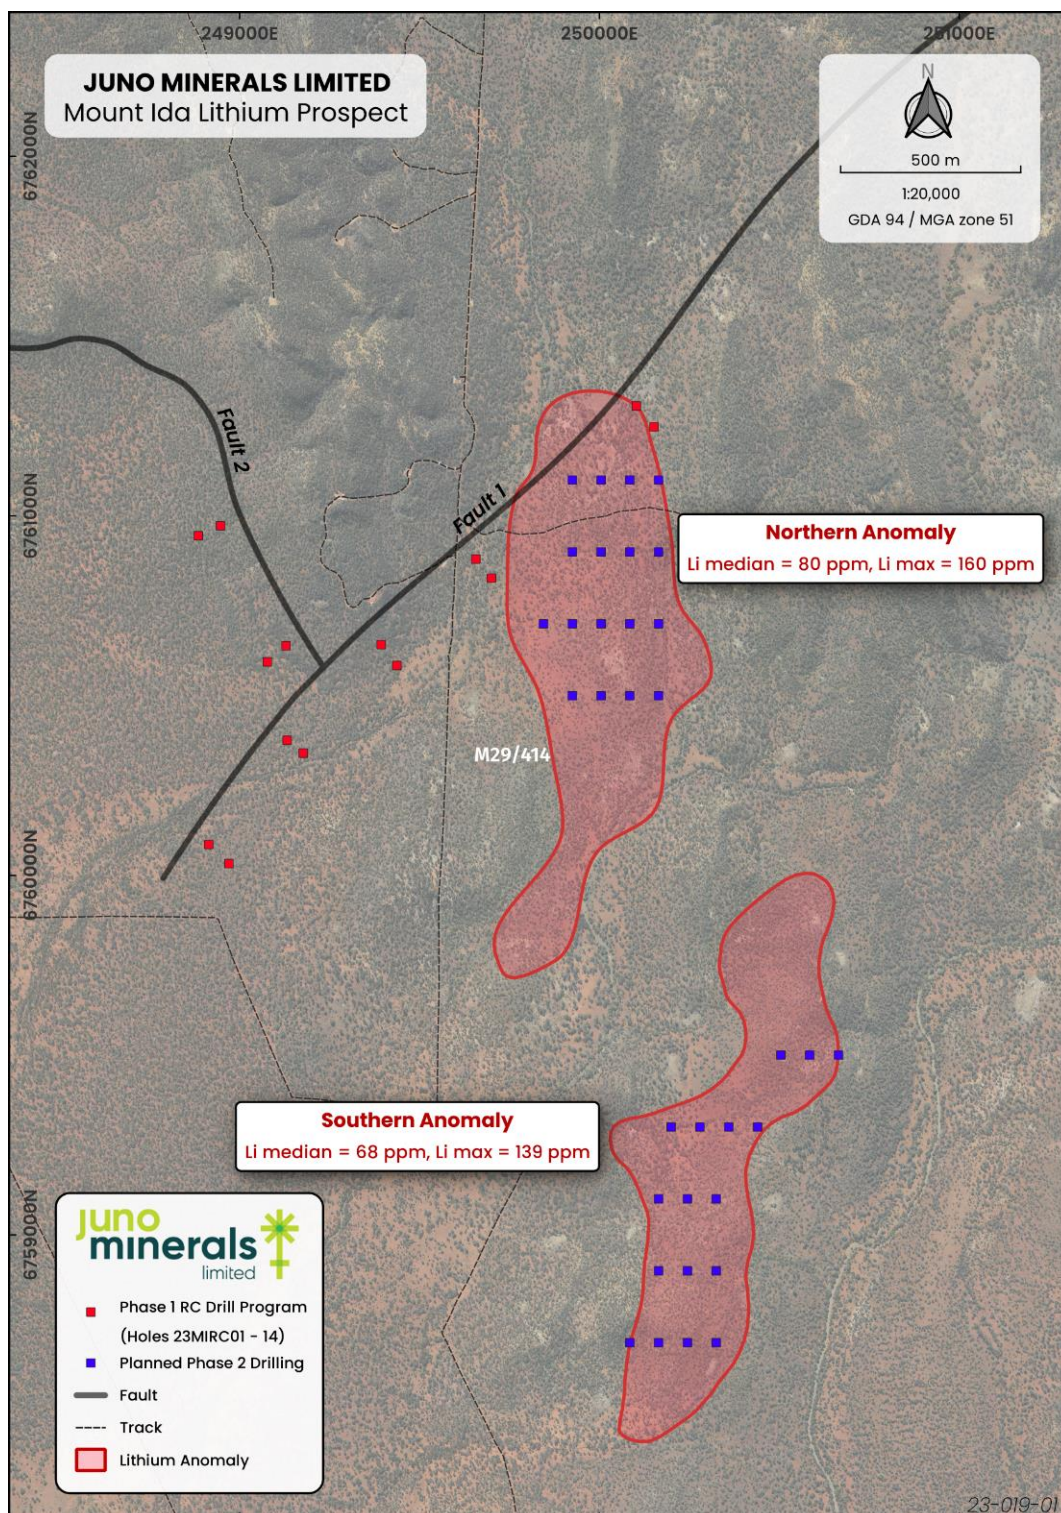 249000E
250000E
251000E
JUNO MINERALS LIMITED
Mount Ida Lithium Prospect
N
500 m
1:20,000
GDA 94 / MGA zone 51
6762000N
Fault 2
Fault 1
6761000N
Northern Anomaly
Li median = 80 ppm, Li max = 160 ppm
M29/414
6760000N
Southern Anomaly
Li median = 68 ppm, Li max = 139 ppm
6759000N
juno
minerals
limited
Phase 1 RC Drill Program
(Holes 23MIRC01 - 14)
Planned Phase 2 Drilling
Fault
Track
Lithium Anomaly
23-019-01